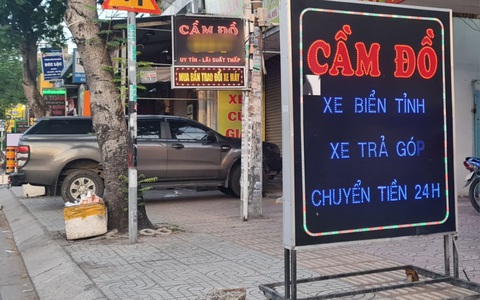 CẦM ĐỒ
UY TÍN - LÃI SUẤT THẤP
MUA BÁN TRAO ĐỔI XE MÁY
XE
CẦM ĐỒ
XE BIỂN TỈNH
XE TRẢ GÓP
CHUYỂN TIỀN 24H